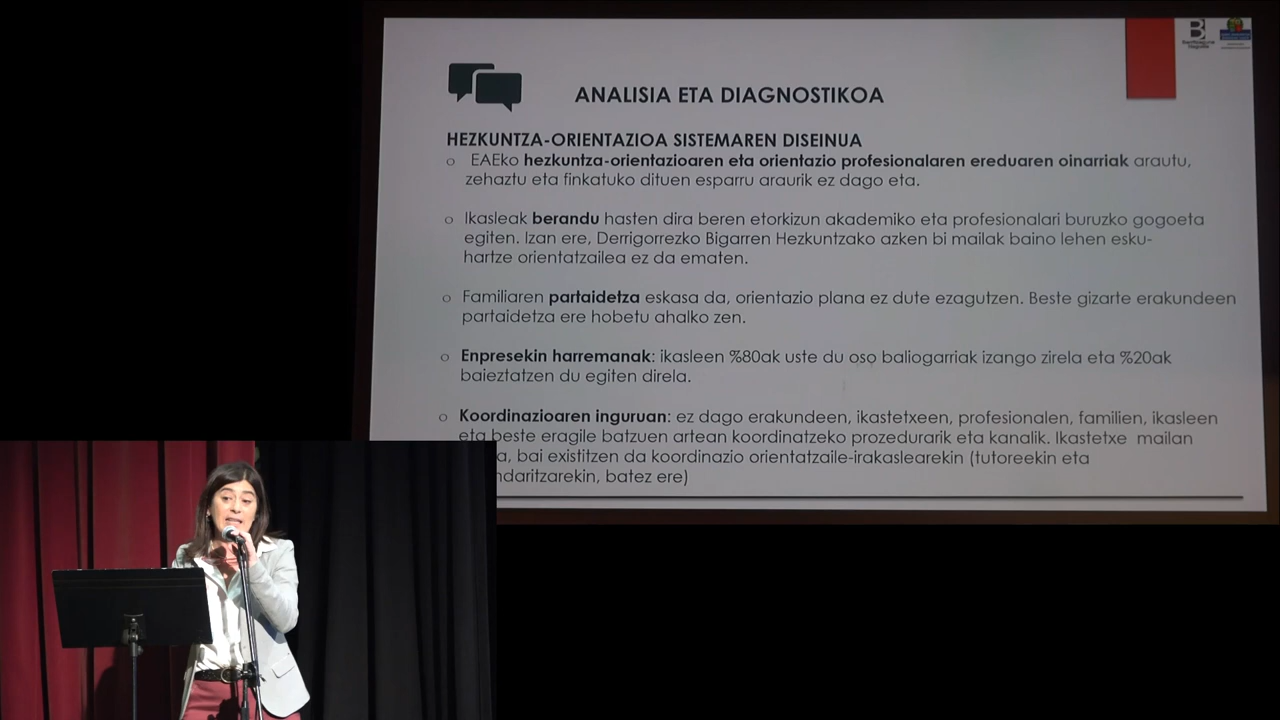 ANALISIA ETA DIAGNOSTIKOA
HEZKUNTZA-ORIENTAZIOA SISTEMAREN DISEINUA
o EAEko hezkuntza-orientazioaren eta orientazio profesionalaren ereduaren oinarriak arautu,
zehaztu eta finkatuko dituen esparru araurik ez dago eta.
o Ikasleak berandu hasten dira beren etorkizun akademiko eta profesionalari buruzko gogoeta
egiten. Izan ere, Derrigorrezko Bigarren Hezkuntzako azken bi mailak baino lehen esku-
hartze orientatzailea ez da ematen.
o Familiaren partaidetza eskasa da, orientazio plana ez dute ezagutzen. Beste gizarte erakundeen
partaidetza ere hobetu ahalko zen.
o Enpresekin harremanak: ikasleen %80ak uste du oso baliogarriak izango zirela eta %20ak
baieztatzen du egiten direla.
o Koordinazioaren inguruan: ez dago erakundeen, ikastetxeen, profesionalen, familien, ikasleen
eta beste eragile batzuen artean koordinatzeko prozedurarik eta kanalik. Ikastetxe mailan
a, bai existitzen da koordinazio orientatzaile-irakaslearekin (tutoreekin eta
ndaritzarekin, batez ere)